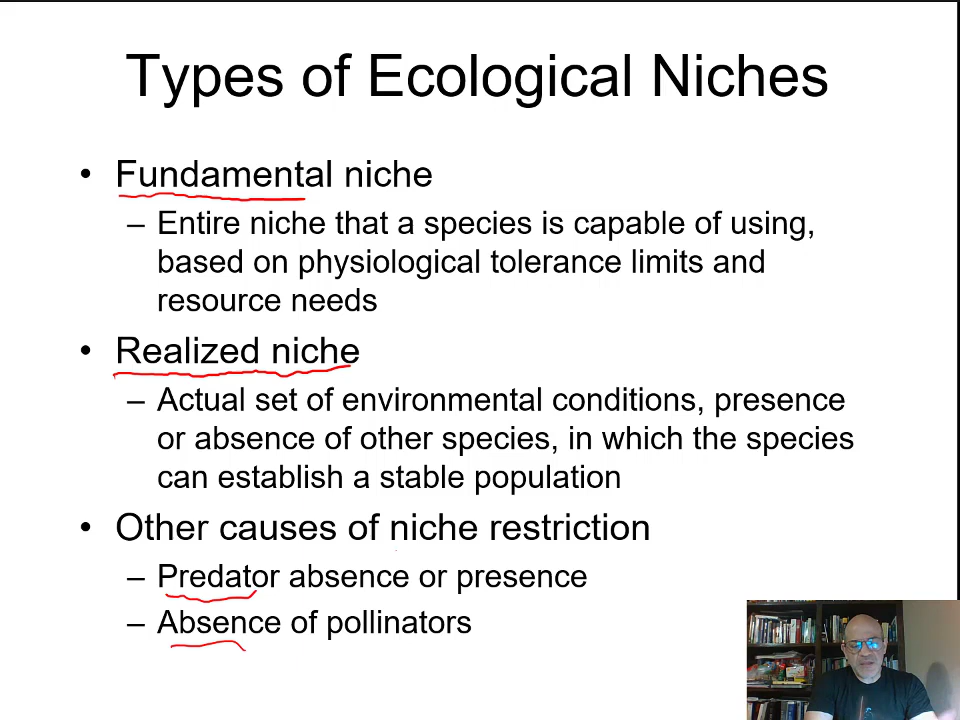 Types of Ecological Niches
• Fundamental niche
– Entire niche that a species is capable of using,
based on physiological tolerance limits and
resource needs
• Realized niche
– Actual set of environmental conditions, presence
or absence of other species, in which the species
can establish a stable population
• Other causes of niche restriction
– Predator absence or presence
– Absence of pollinators